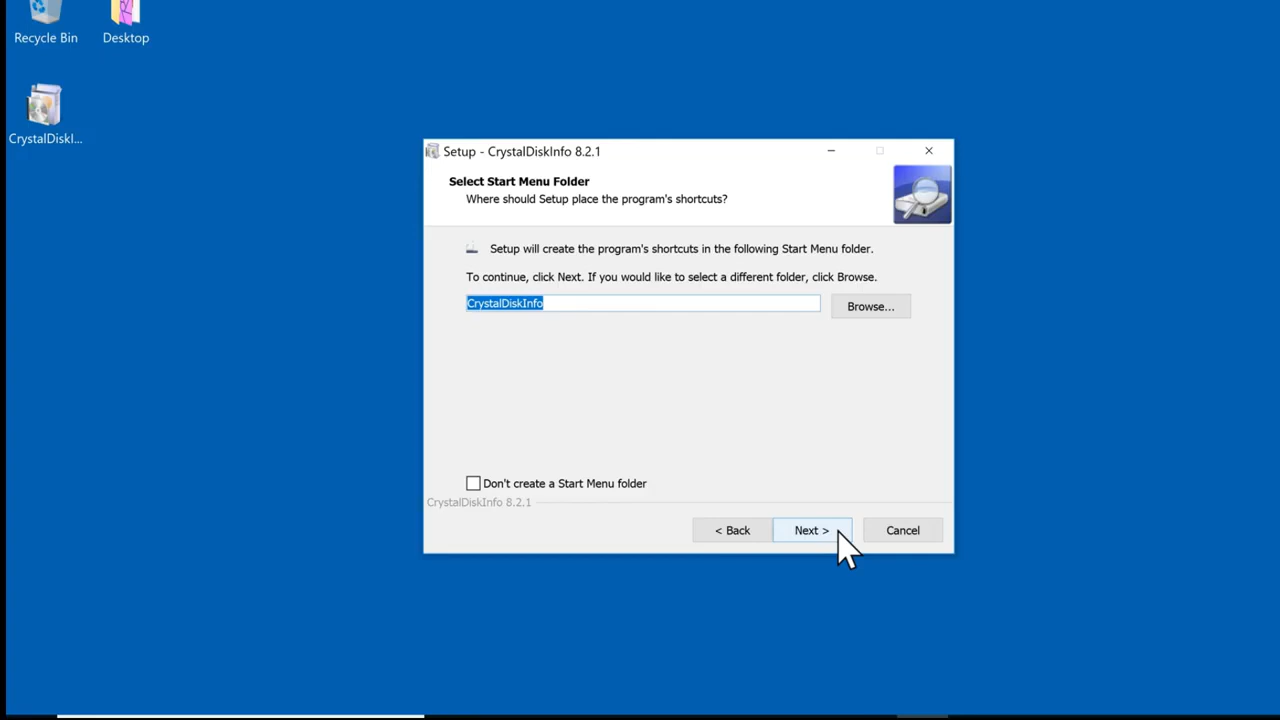 Recycle Bin
Desktop
CrystalDiskI...
Setup - CrystalDiskInfo 8.2.1
Select Start Menu Folder
Where should Setup place the program's shortcuts?
Setup will create the program's shortcuts in the following Start Menu folder.
To continue, click Next. If you would like to select a different folder, click Browse.
CrystalDiskInfo
Browse...
Don't create a Start Menu folder
CrystalDiskInfo 8.2.1
< Back
Next >
Cancel